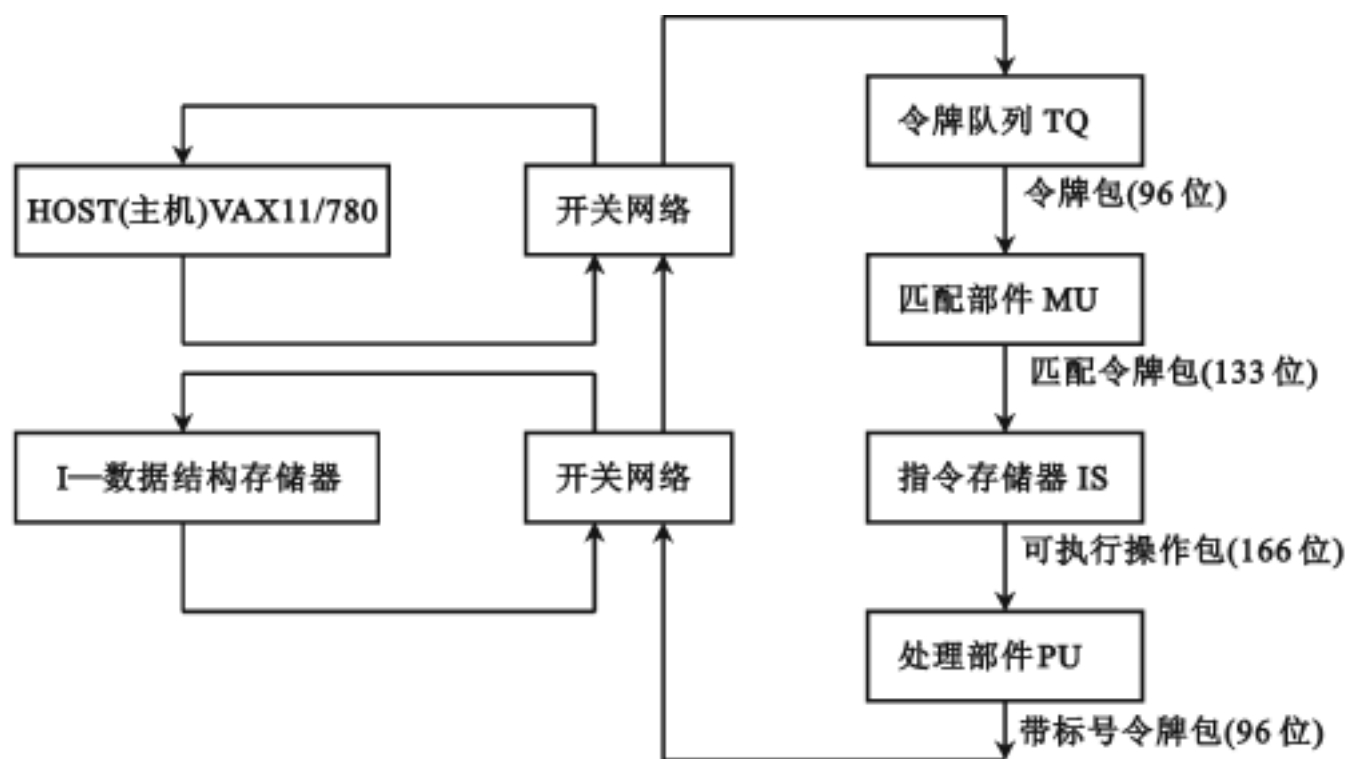 令牌队列 TQ
令牌包(96 位)
HOST(主机)VAX11/780
开关网络
匹配部件 MU
匹配令牌包(133 位)
I—数据结构存储器
开关网络
指令存储器 IS
可执行操作包(166 位)
处理部件PU
带标号令牌包(96 位)